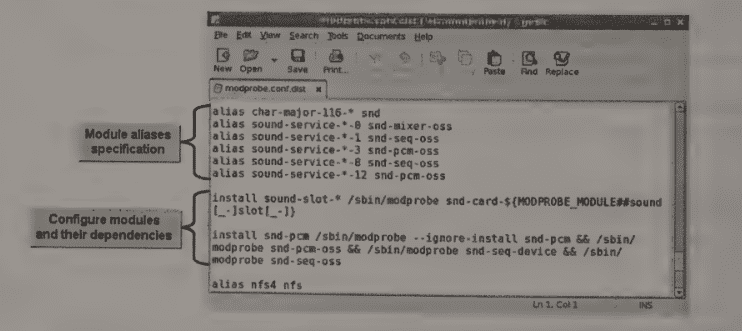 modprobe.conf.dist
File Edit View Search Tools Documents Help
New Open Save Print... Paste Find Replace
modprobe.conf.dist
Module aliases
specification
alias char-major-116-* snd
alias sound-service-*-0 snd-mixer-oss
alias sound-service-*-1 snd-seq-oss
alias sound-service-*-3 snd-pcm-oss
alias sound-service-*-8 snd-seq-oss
alias sound-service-*-12 snd-pcm-oss
Configure modules
and their dependencies
install sound-slot-* /sbin/modprobe snd-card-${MODPROBE_MODULE##sound
[_-]slot[_-]}
install snd-pcm /sbin/modprobe --ignore-install snd-pcm && /sbin/
modprobe snd-pcm-oss && /sbin/modprobe snd-seq-device && /sbin/
modprobe snd-seq-oss
alias nfs4 nfs
Ln 1, Col 1 INS